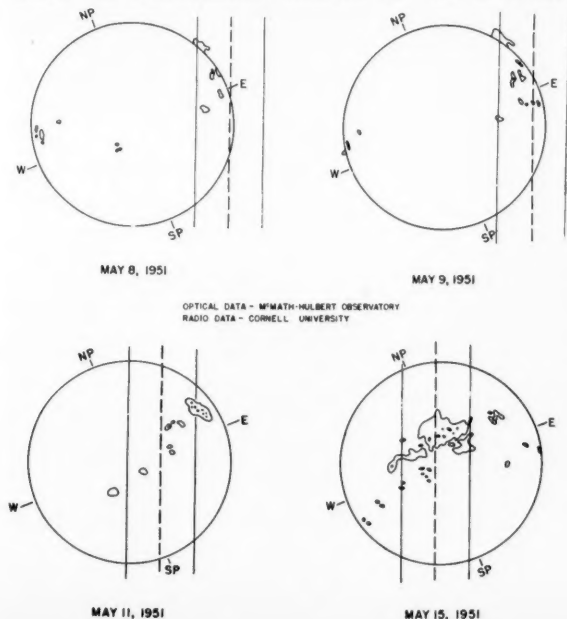 NP
E
W
SP
MAY 8, 1951
NP
E
W
SP
MAY 9, 1951
OPTICAL DATA - McMATH-HULBERT OBSERVATORY
RADIO DATA - CORNELL UNIVERSITY
NP
E
W
SP
MAY 11, 1951
NP
E
W
SP
MAY 15, 1951